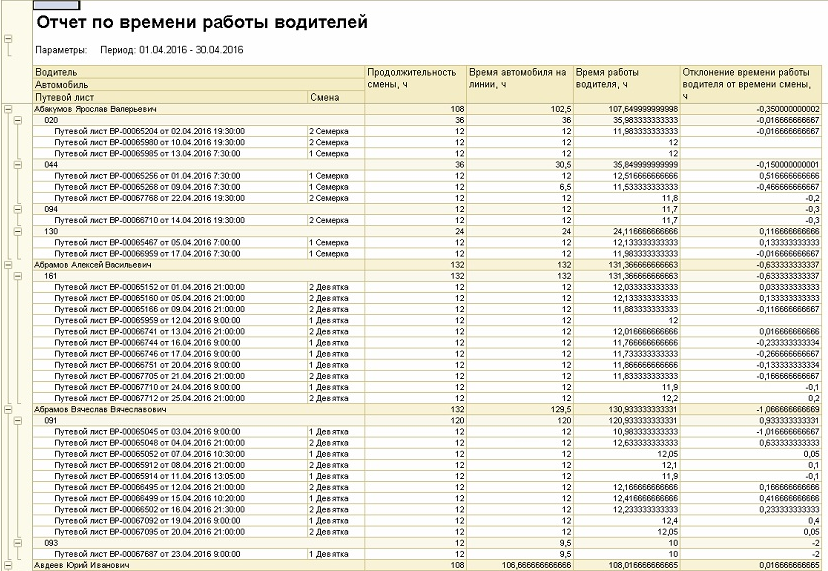 Отчет по времени работы водителей
Параметры: Период: 01.04.2016 - 30.04.2016
Водитель Продолжительность смены, ч Время автомобиля на линии, ч Время работы водителя, ч Отклонение времени работы водителя от времени смены, ч
Автомобиль
Путевой лист Смена
Абакумов Ярослав Валерьевич 108 102,5 107,649999999998 -0,350000000002
020 36 36 35,983333333333 -0,016666666667
Путевой лист ВР-00065204 от 02.04.2016 19:30:00 2 Семерка 12 12 11,983333333333 -0,016666666667
Путевой лист ВР-00065980 от 10.04.2016 19:30:00 2 Семерка 12 12 12
Путевой лист ВР-00065985 от 13.04.2016 7:30:00 1 Семерка 12 12 12
044 36 30,5 35,849999999999 -0,150000000001
Путевой лист ВР-00065256 от 01.04.2016 7:30:00 1 Семерка 12 12 12,516666666666 0,516666666666
Путевой лист ВР-00065268 от 09.04.2016 7:30:00 1 Семерка 12 6,5 11,533333333333 -0,466666666667
Путевой лист ВР-00067768 от 22.04.2016 19:30:00 2 Семерка 12 12 11,8 -0,2
094 12 12 11,7 -0,3
Путевой лист ВР-00066710 от 14.04.2016 19:30:00 2 Семерка 12 12 11,7 -0,3
130 24 24 24,116666666666 0,116666666666
Путевой лист ВР-00065467 от 05.04.2016 7:00:00 1 Семерка 12 12 12,133333333333 0,133333333333
Путевой лист ВР-00066959 от 17.04.2016 7:30:00 1 Семерка 12 12 11,983333333333 -0,016666666667
Абрамов Алексей Васильевич 132 132 131,366666666663 -0,633333333337
161 132 132 131,366666666663 -0,633333333337
Путевой лист ВР-00065152 от 01.04.2016 21:00:00 2 Девятка 12 12 12,033333333333 0,033333333333
Путевой лист ВР-00065160 от 05.04.2016 21:00:00 2 Девятка 12 12 12,133333333333 0,133333333333
Путевой лист ВР-00065166 от 09.04.2016 21:00:00 2 Девятка 12 12 11,883333333333 -0,116666666667
Путевой лист ВР-00065959 от 12.04.2016 9:00:00 1 Девятка 12 12 12
Путевой лист ВР-00066741 от 13.04.2016 21:00:00 2 Девятка 12 12 12,016666666666 0,016666666666
Путевой лист ВР-00066744 от 16.04.2016 9:00:00 1 Девятка 12 12 11,766666666666 -0,233333333334
Путевой лист ВР-00066746 от 17.04.2016 9:00:00 1 Девятка 12 12 11,733333333333 -0,266666666667
Путевой лист ВР-00066751 от 20.04.2016 9:00:00 1 Девятка 12 12 11,866666666666 -0,133333333334
Путевой лист ВР-00067705 от 21.04.2016 21:00:00 2 Девятка 12 12 11,833333333333 -0,166666666667
Путевой лист ВР-00067710 от 24.04.2016 9:00:00 1 Девятка 12 12 11,9 -0,1
Путевой лист ВР-00067712 от 25.04.2016 21:00:00 2 Девятка 12 12 12,2 0,2
Абрамов Вячеслав Вячеславович 132 129,5 130,933333333331 -1,066666666669
091 120 120 120,933333333331 0,933333333331
Путевой лист ВР-00065045 от 03.04.2016 9:00:00 1 Девятка 12 12 10,983333333333 -1,016666666667
Путевой лист ВР-00065048 от 04.04.2016 21:00:00 2 Девятка 12 12 12,633333333333 0,633333333333
Путевой лист ВР-00065052 от 07.04.2016 10:30:00 1 Девятка 12 12 12,05 0,05
Путевой лист ВР-00065912 от 08.04.2016 21:00:00 2 Девятка 12 12 12,1 0,1
Путевой лист ВР-00065914 от 11.04.2016 13:05:00 1 Девятка 12 12 11,9 -0,1
Путевой лист ВР-00066495 от 12.04.2016 21:00:00 2 Девятка 12 12 12,166666666666 0,166666666666
Путевой лист ВР-00066499 от 15.04.2016 10:20:00 1 Девятка 12 12 12,416666666666 0,416666666666
Путевой лист ВР-00066502 от 16.04.2016 21:30:00 2 Девятка 12 12 12,233333333333 0,233333333333
Путевой лист ВР-00067092 от 19.04.2016 9:00:00 1 Девятка 12 12 12,4 0,4
Путевой лист ВР-00067095 от 20.04.2016 21:00:00 2 Девятка 12 12 12,05 0,05
093 12 9,5 10 -2
Путевой лист ВР-00067687 от 23.04.2016 9:00:00 1 Девятка 12 9,5 10 -2
Авдеев Юрий Иванович 108 106,666666666666 108,016666666665 0,016666666665